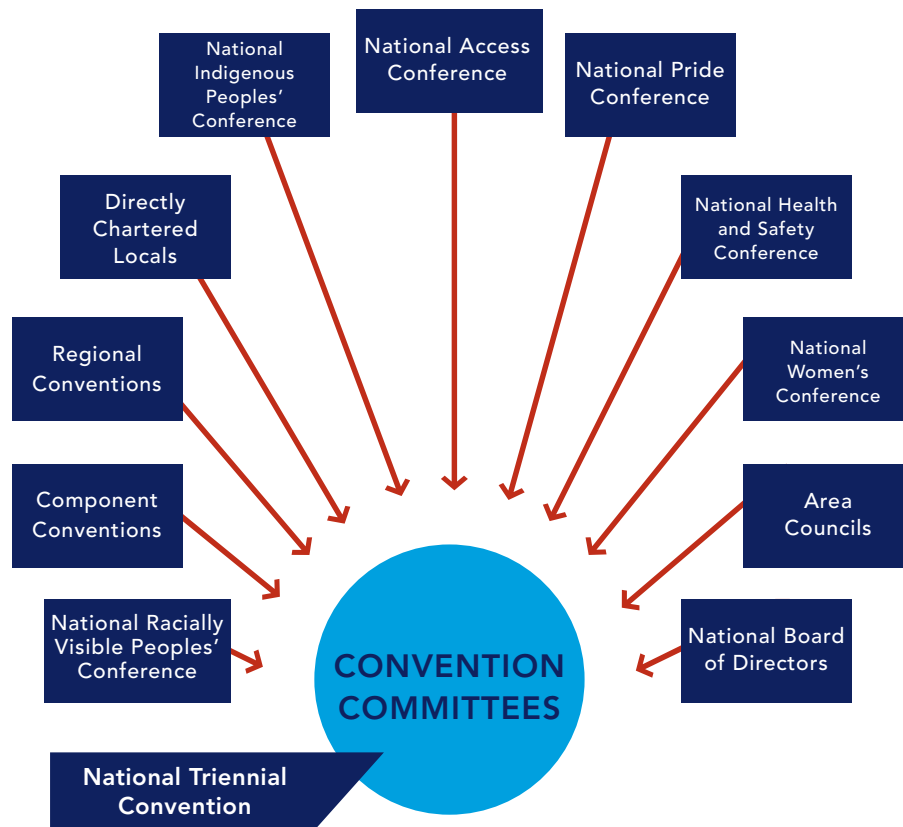 National
Indigenous
Peoples’
Conference
National Access
Conference
National Pride
Conference
Directly
Chartered
Locals
National Health
and Safety
Conference
Regional
Conventions
National
Women’s
Conference
Component
Conventions
Area
Councils
National Racially
Visible Peoples’
Conference
National Board
of Directors
CONVENTION
COMMITTEES
National Triennial
Convention